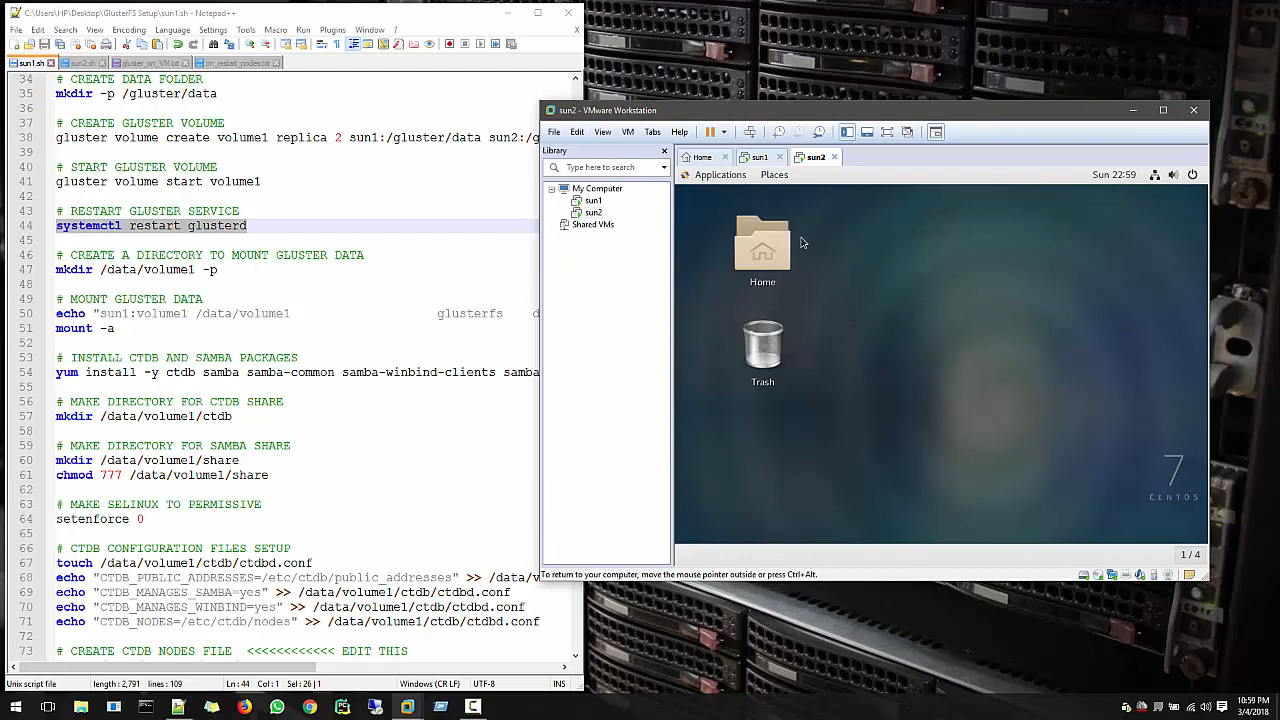 C:\Users\HP\Desktop\GlusterFS Setup\sun1.sh - Notepad++
File Edit Search View Encoding Language Settings Tools Macro Run Plugins Window ? X
sun1.sh sun2.sh gluster_on_VM.txt on_restart_nodes.txt
34 # CREATE DATA FOLDER
35 mkdir -p /gluster/data
36
37 # CREATE GLUSTER VOLUME
38 gluster volume create volume1 replica 2 sun1:/gluster/data sun2:/g
39
40 # START GLUSTER VOLUME
41 gluster volume start volume1
42
43 # RESTART GLUSTER SERVICE
44 systemctl restart glusterd
45
46 # CREATE A DIRECTORY TO MOUNT GLUSTER DATA
47 mkdir /data/volume1 -p
48
49 # MOUNT GLUSTER DATA
50 echo "sun1:volume1 /data/volume1 glusterfs d
51 mount -a
52
53 # INSTALL CTDB AND SAMBA PACKAGES
54 yum install -y ctdb samba samba-common samba-winbind-clients samba
55
56 # MAKE DIRECTORY FOR CTDB SHARE
57 mkdir /data/volume1/ctdb
58
59 # MAKE DIRECTORY FOR SAMBA SHARE
60 mkdir /data/volume1/share
61 chmod 777 /data/volume1/share
62
63 # MAKE SELINUX TO PERMISSIVE
64 setenforce 0
65
66 # CTDB CONFIGURATION FILES SETUP
67 touch /data/volume1/ctdb/ctdbd.conf
68 echo "CTDB_PUBLIC_ADDRESSES=/etc/ctdb/public_addresses" >> /data/v
69 echo "CTDB_MANAGES_SAMBA=yes" >> /data/volume1/ctdb/ctdbd.conf
70 echo "CTDB_MANAGES_WINBIND=yes" >> /data/volume1/ctdb/ctdbd.conf
71 echo "CTDB_NODES=/etc/ctdb/nodes" >> /data/volume1/ctdb/ctdbd.conf
72
73 # CREATE CTDB NODES FILE <<<<<<<<<<<< EDIT THIS
Unix script file length : 2,791 lines : 109 Ln : 44 Col : 1 Sel : 26 | 1 Windows (CR LF) UTF-8 INS
sun2 - VMware Workstation
File Edit View VM Tabs Help
Library
Type here to search
My Computer
sun1
sun2
Shared VMs
Home sun1 sun2
Applications Places Sun 22:59
Home
Trash
7
CENTOS
1 / 4
To return to your computer, move the mouse pointer outside or press Ctrl+Alt.
10:59 PM
3/4/2018